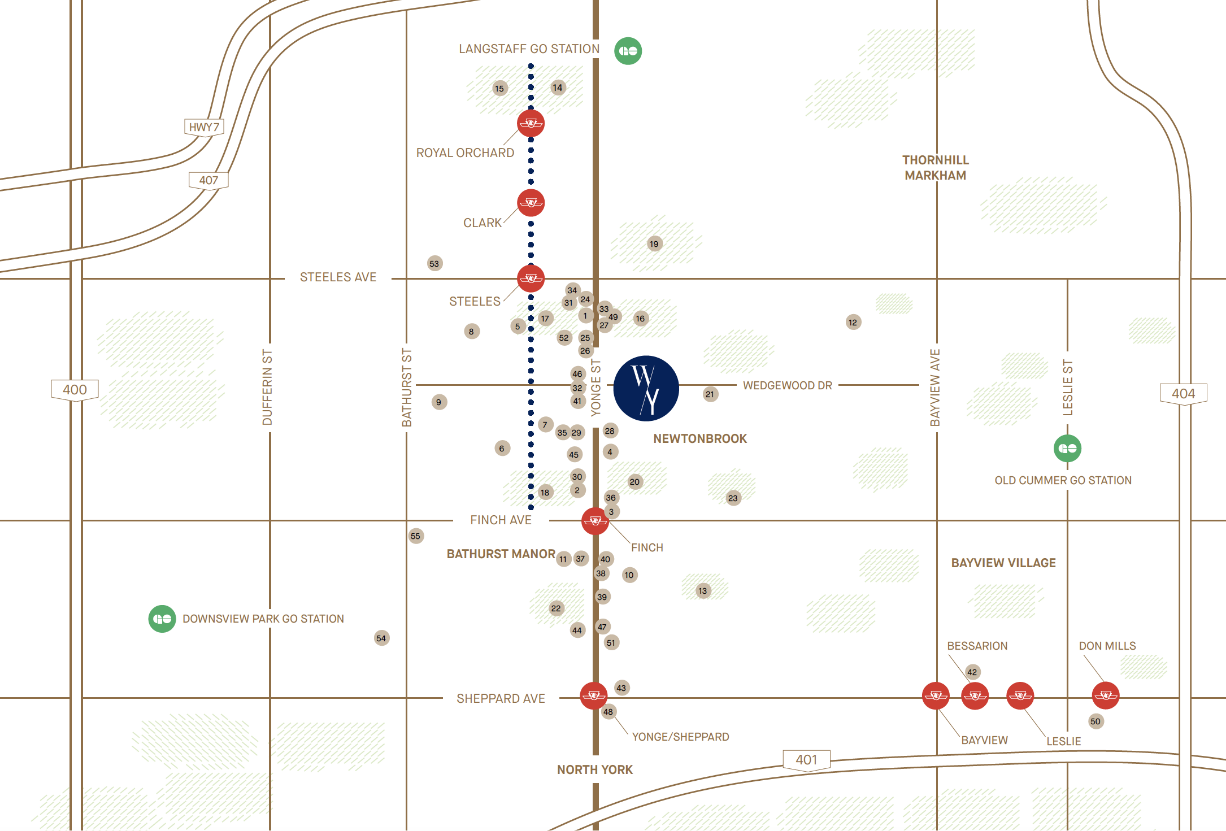 LANGSTAFF GO STATION
GO
15
14
HWY7
ROYAL ORCHARD
THORNHILL
MARKHAM
407
CLARK
19
53
STEELES AVE
STEELES
34
24
31
33
1
49
17
27
16
5
8
12
52
25
26
DUFFERIN ST
BATHURST ST
YONGE ST
BAYVIEW AVE
LESLIE ST
400
46
32
WEDGEWOOD DR
W
Y
404
21
9
41
7
35
29
28
NEWTONBROOK
6
45
4
GO
OLD CUMMER GO STATION
30
20
18
2
36
23
3
FINCH AVE
55
FINCH
BATHURST MANOR
11
37
40
BAYVIEW VILLAGE
38
10
13
39
22
GO
DOWNSVIEW PARK GO STATION
44
47
54
51
BESSARION
DON MILLS
42
43
SHEPPARD AVE
48
50
YONGE/SHEPPARD
BAYVIEW
LESLIE
401
NORTH YORK